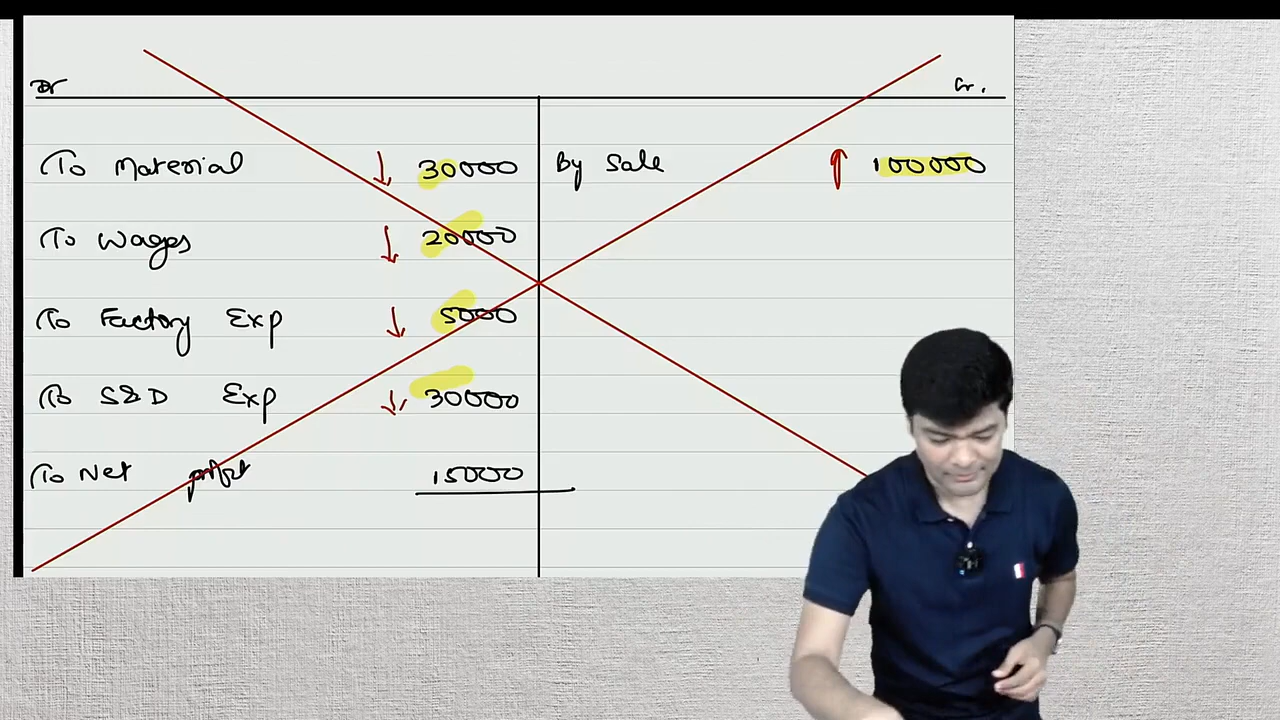 Dr Cr.
To Material 30000 By Sale 100000
To Wages 20000
To Factory Exp 5000
To S&D Exp 30000
To Net profit 15000